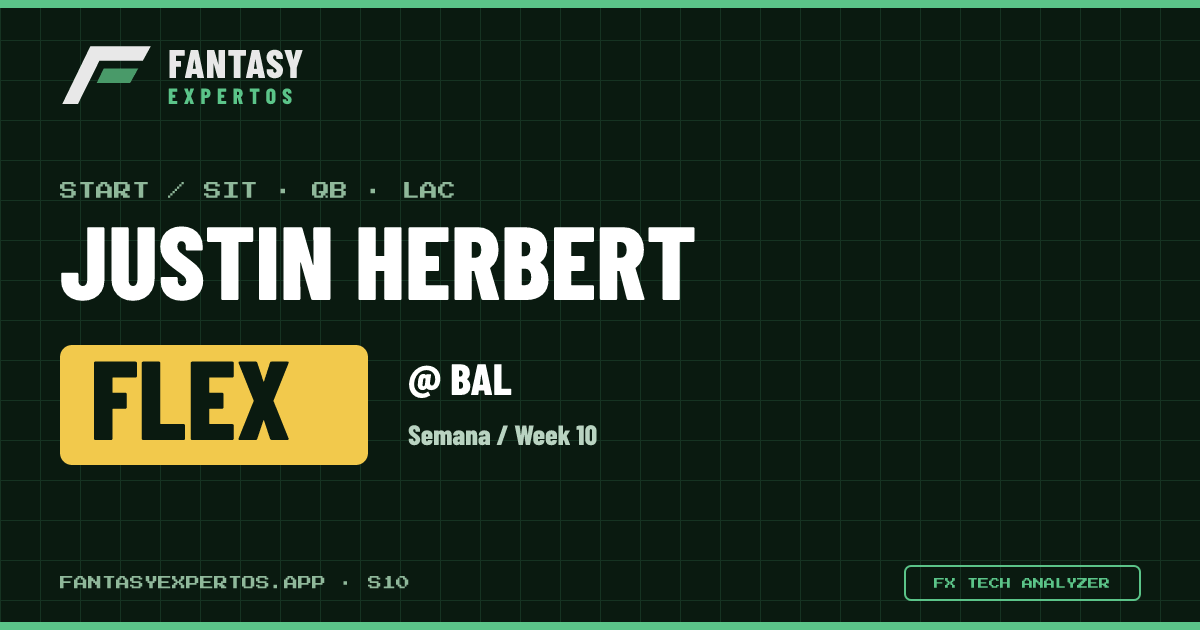 FANTASY
EXPERTOS
START / SIT · QB · LAC
JUSTIN HERBERT
FLEX
@ BAL
Semana / Week 10
FANTASYEXPERTOS.APP · S10
FX TECH ANALYZER